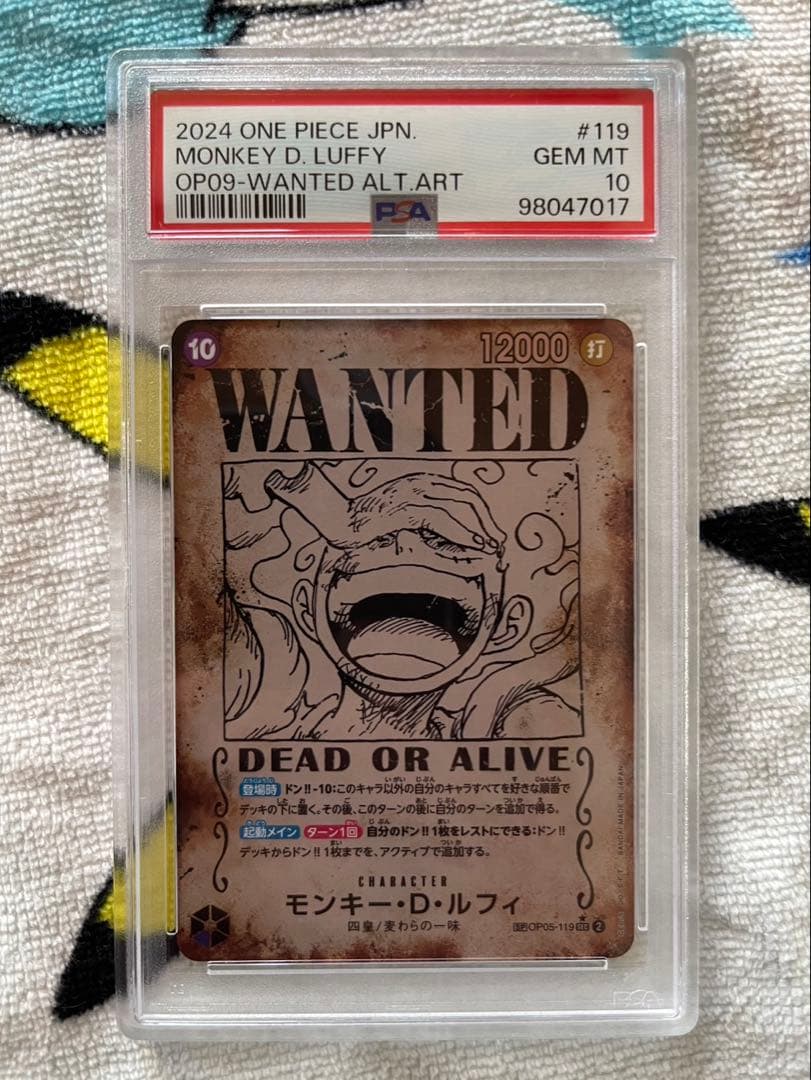 2024 ONE PIECE JPN. #119
MONKEY D. LUFFY GEM MT
OP09-WANTED ALT.ART 10
PSA 98047017
10 12000 打
WANTED
DEAD OR ALIVE
登場時 ドン!!-10:このキャラ以外の自分のキャラすべてを好きな順番で
デッキの下に置く。その後、このターンの後に自分のターンを追加で得る。
起動メイン ターン1回 自分のドン!!1枚をレストにできる:ドン!!
デッキからドン!!1枚までを、アクティブで追加する。
CHARACTER
モンキー・D・ルフィ
四皇/麦わらの一味
SP OP05-119 SEC ★ 2
BANDAI MADE IN JAPAN